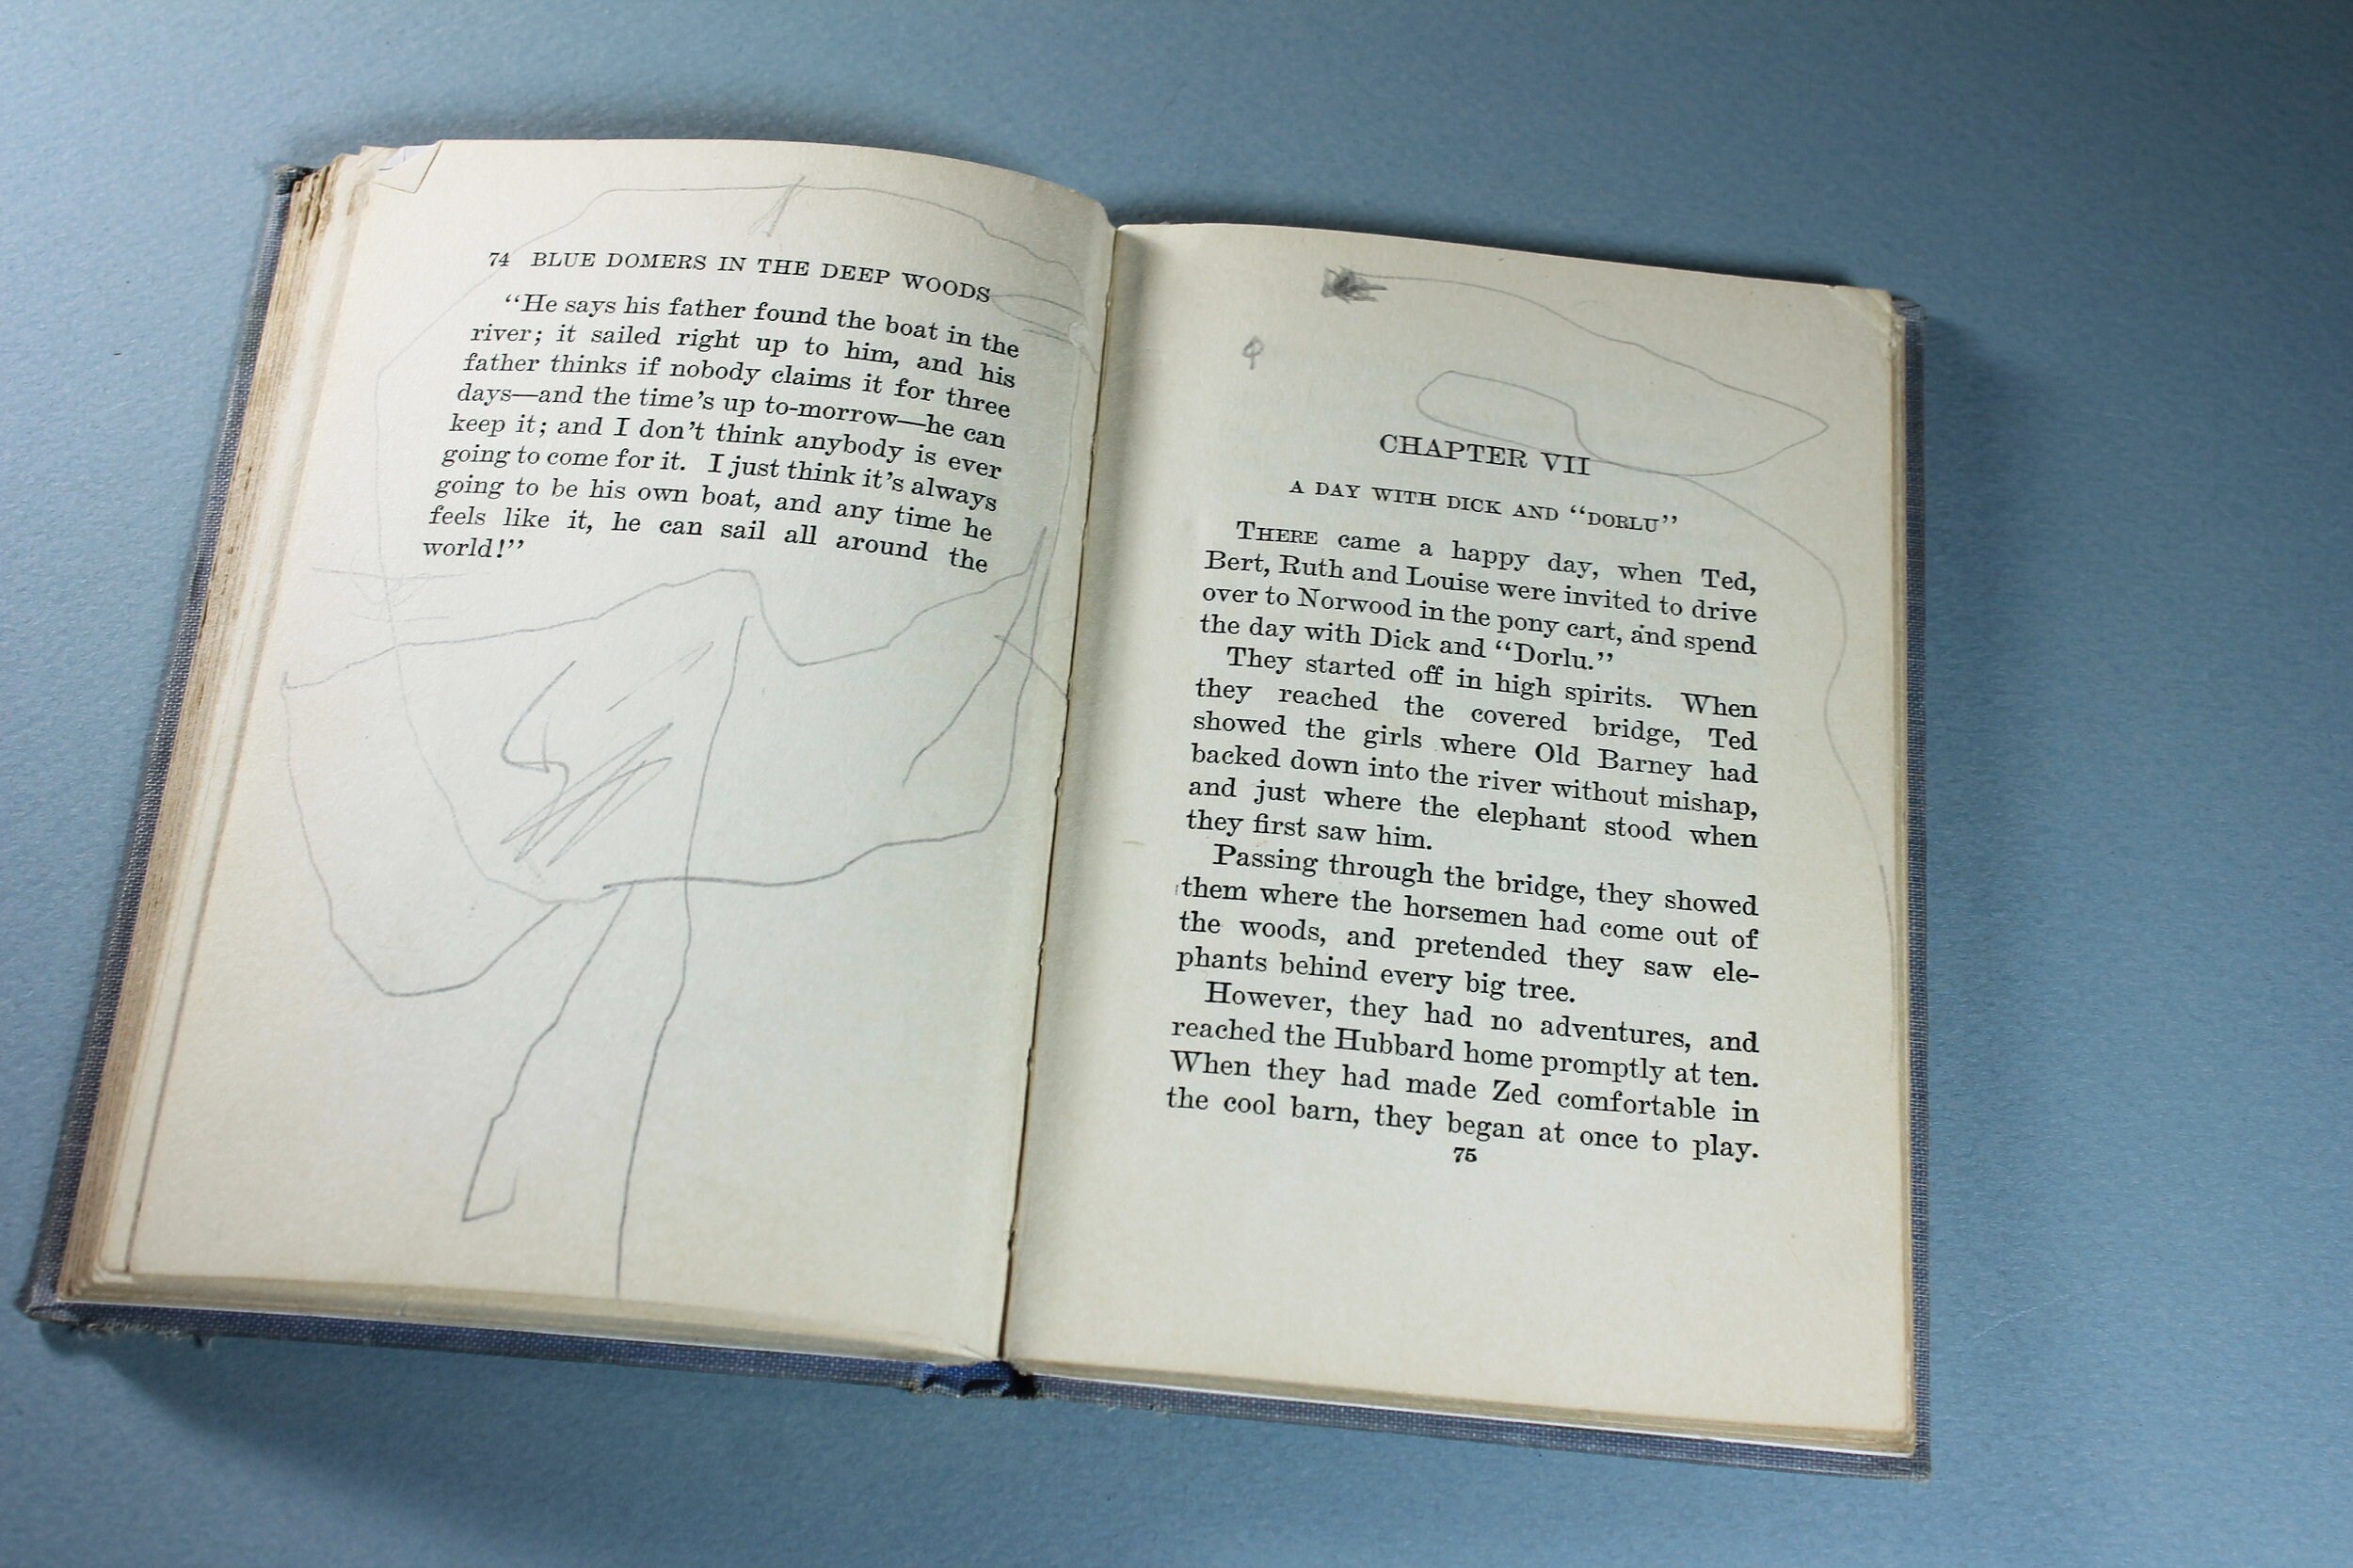 74 BLUE DOMERS IN THE DEEP WOODS
“He says his father found the boat in the
river; it sailed right up to him, and his
father thinks if nobody claims it for three
days—and the time’s up to-morrow—he can
keep it; and I don’t think anybody is ever
going to come for it. I just think it’s always
going to be his own boat, and any time he
feels like it, he can sail all around the
world!”
CHAPTER VII
A DAY WITH DICK AND “DORLU”
THERE came a happy day, when Ted,
Bert, Ruth and Louise were invited to drive
over to Norwood in the pony cart, and spend
the day with Dick and “Dorlu.”
They started off in high spirits. When
they reached the covered bridge, Ted
showed the girls where Old Barney had
backed down into the river without mishap,
and just where the elephant stood when
they first saw him.
Passing through the bridge, they showed
them where the horsemen had come out of
the woods, and pretended they saw ele-
phants behind every big tree.
However, they had no adventures, and
reached the Hubbard home promptly at ten.
When they had made Zed comfortable in
the cool barn, they began at once to play.
75